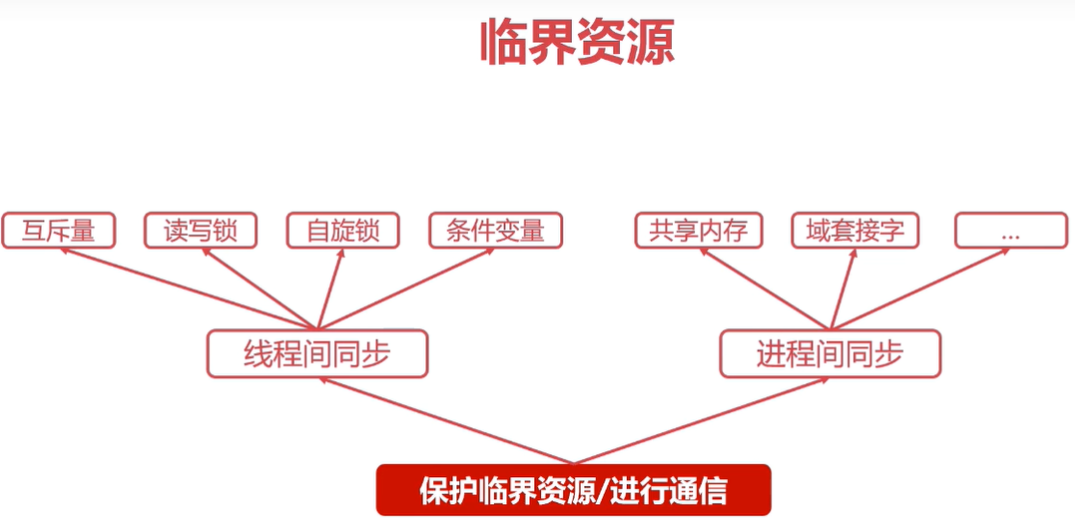 临界资源
互斥量
读写锁
自旋锁
条件变量
共享内存
域套接字
...
线程间同步
进程间同步
保护临界资源/进行通信